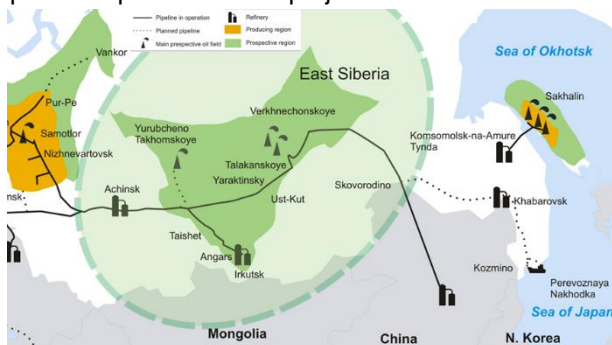 Pipeline in operation
Planned pipeline
Main prespective oil field
Refinery
Producing region
Prospective region
Vankor
Sea of Okhotsk
East Siberia
Pur-Pe
Sakhalin
Verkhnechonskoye
Yurubcheno
Takhomskoye
Samotlor
Komsomolsk-na-Amure
Tynda
Nizhnevartovsk
Talakanskoye
Yaraktinsky
Skovorodino
Achinsk
Ust-Kut
Khabarovsk
Taishet
Angars
Irkutsk
Kozmino
Perevoznaya
Nakhodka
Sea of Japan
Mongolia
China
N. Korea